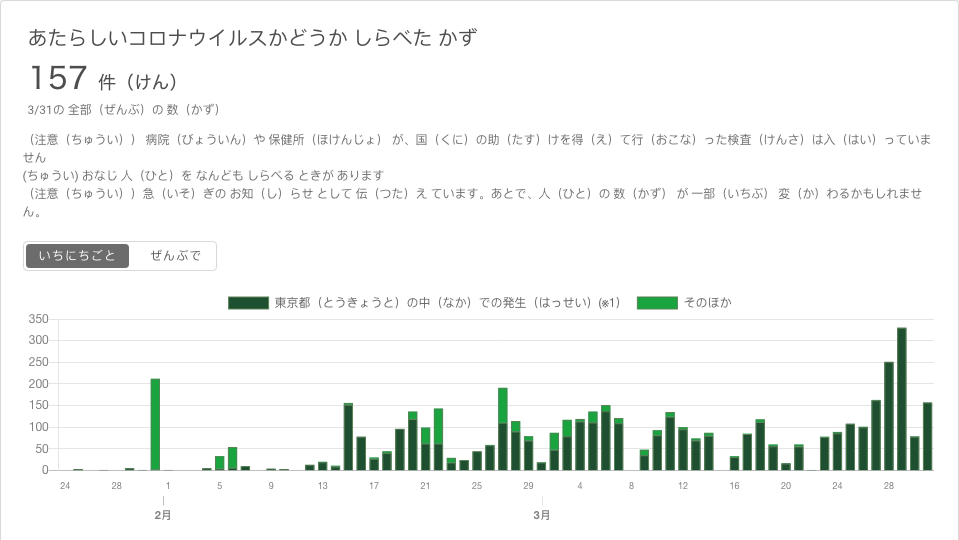 あたらしいコロナウイルスかどうか しらべた かず
157 件（けん）
3/31の 全部（ぜんぶ）の 数（かず）
（注意（ちゅうい）） 病院（びょういん）や 保健所（ほけんじょ） が、国（くに）の助（たす）けを得（え）て行（おこな）った検査（けんさ）は入（はい）っていま
せん
(ちゅうい) おなじ 人（ひと）を なんども しらべる ときが あります
（注意（ちゅうい））急（いそ）ぎの お知（し）らせ として 伝（つた）え ています。あとで、人（ひと）の 数（かず） が 一部（いちぶ） 変（か）わるかもしれませ
ん。
いちにちごと ぜんぶで
東京都（とうきょうと）の中（なか）での発生（はっせい）(※1） そのほか
350
300
250
200
150
100
50
0
24 28 1 5 9 13 17 21 25 29 4 8 12 16 20 24 28
2月 3月